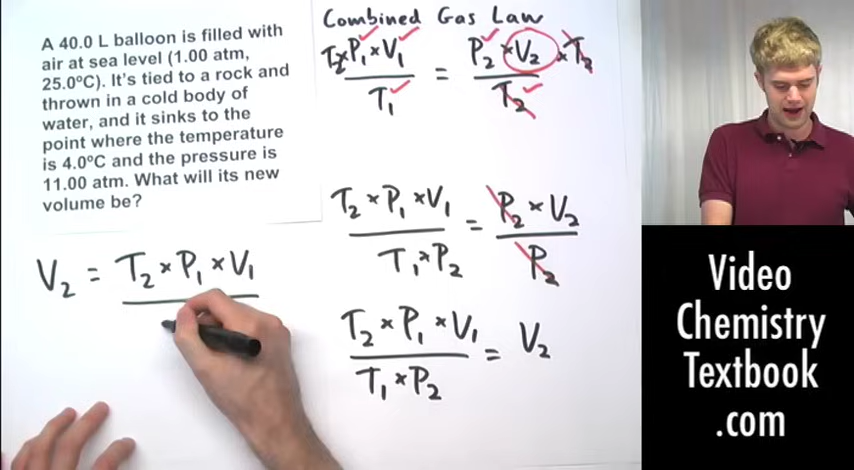 A 40.0 L balloon is filled with
air at sea level (1.00 atm,
25.0ºC). It's tied to a rock and
thrown in a cold body of
water, and it sinks to the
point where the temperature
is 4.0ºC and the pressure is
11.00 atm. What will its new
volume be?
Combined Gas Law
T₂× P₁ × V₁ / T₁ = P₂ × V₂ × T₂ / T₂
T₂ × P₁ × V₁ / T₁ × P₂ = P₂ × V₂ / P₂
V₂ = T₂ × P₁ × V₁
T₂ × P₁ × V₁ / T₁ × P₂ = V₂
Video
Chemistry
Textbook
.com